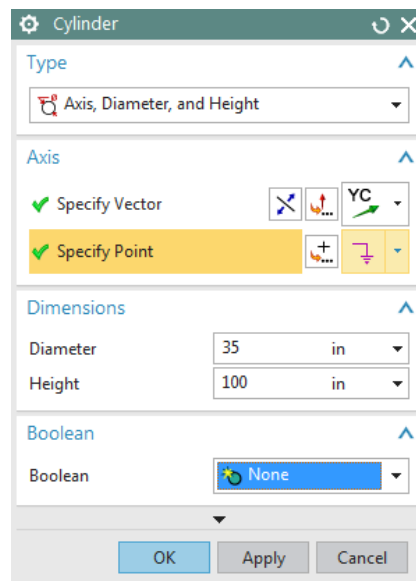 Cylinder
Type
Axis, Diameter, and Height
Axis
Specify Vector
YC
Specify Point
Dimensions
Diameter 35 in
Height 100 in
Boolean
Boolean None
OK Apply Cancel